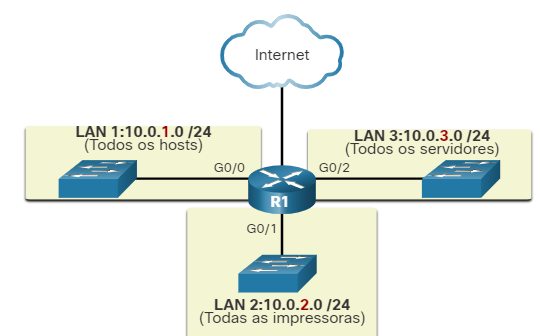 Internet
LAN 1:10.0.1.0 /24
(Todos os hosts)
LAN 3:10.0.3.0 /24
(Todos os servidores)
G0/0
G0/2
R1
G0/1
LAN 2:10.0.2.0 /24
(Todas as impressoras)